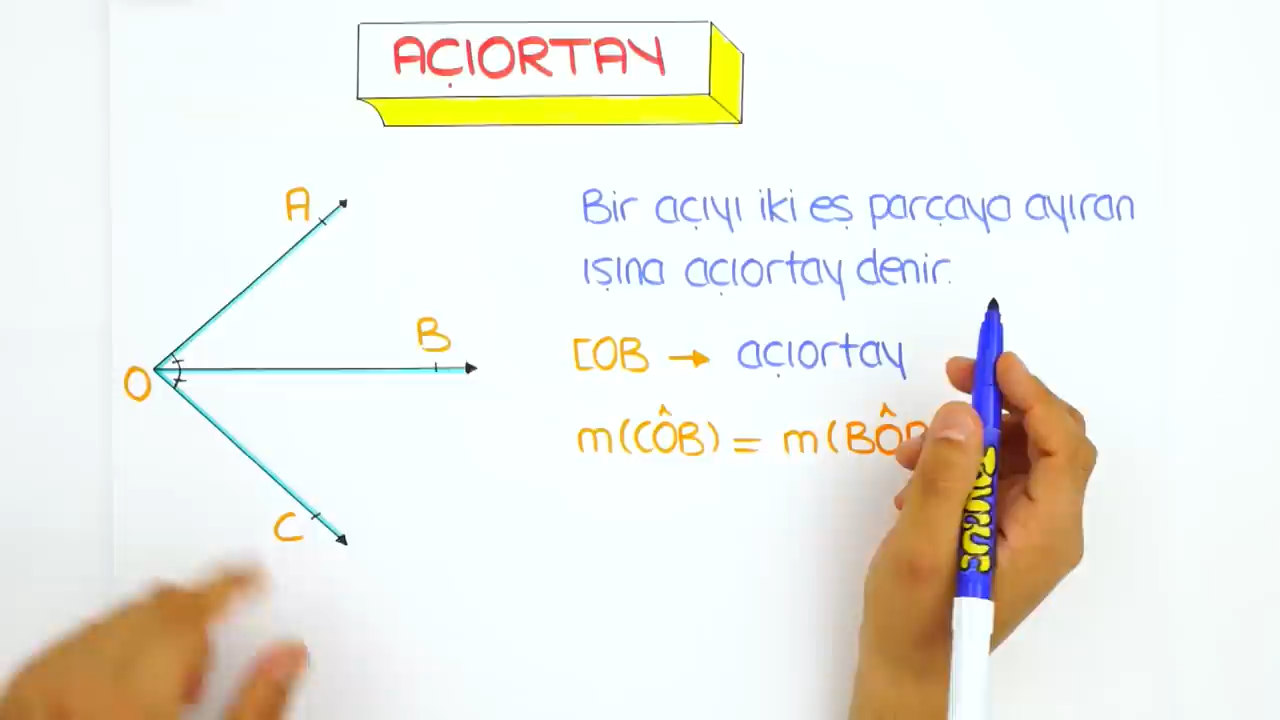 AÇIORTAY
A
B
O
C
Bir açıyı iki eş parçaya ayıran
ışına açıortay denir.
[OB → açıortay
m(CÔB) = m(BÔ